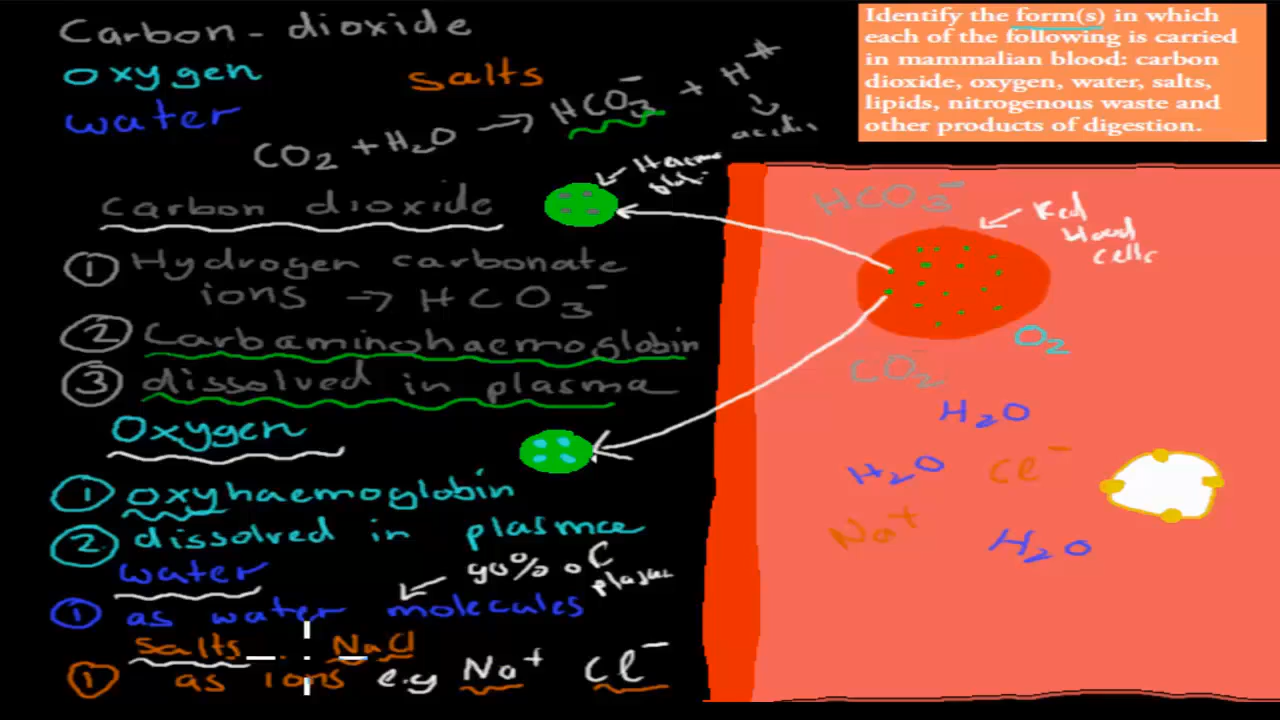 Carbon-dioxide
oxygen
salts
water
CO2 + H2O → HCO3⁻ + H⁺
Identify the form(s) in which
each of the following is carried
in mammalian blood: carbon
dioxide, oxygen, water, salts,
lipids, nitrogenous waste and
other products of digestion.
Carbon dioxide
① Hydrogen carbonate
ions → HCO3⁻
② Carbaminohaemoglobin
③ dissolved in plasma
Oxygen
① oxyhaemoglobin
② dissolved in
water
90% of
① as water molecules
salts NaCl
① as ions e.g Na⁺ Cl⁻
HCO3⁻
Red
cells
O2
CO2
H2O
H2O Cl⁻
Na⁺
H2O